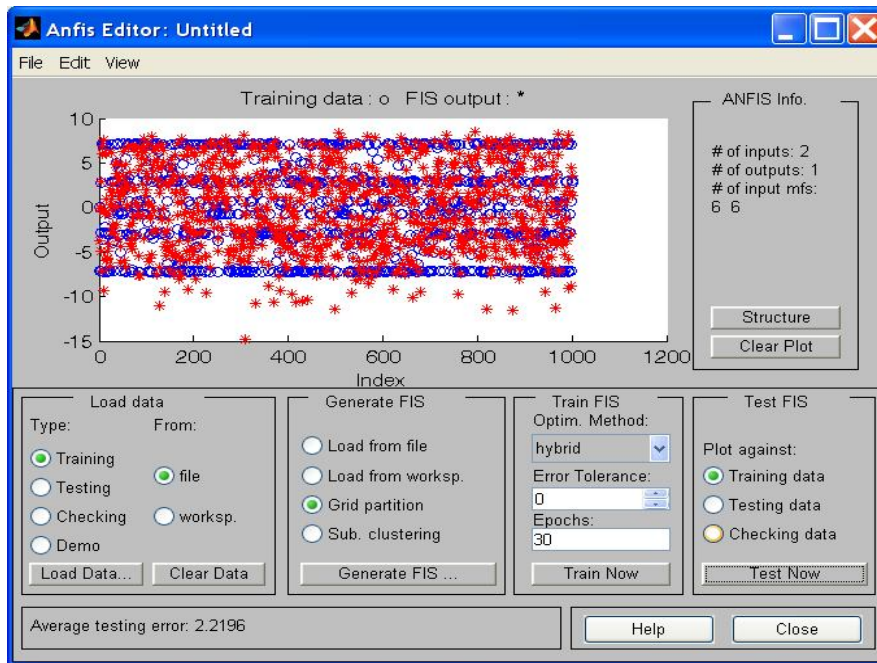 Anfis Editor: Untitled
File Edit View
Training data : o FIS output : *
10
5
0
-5
-10
-15
Output
0 200 400 600 800 1000 1200
Index
ANFIS Info.
# of inputs: 2
# of outputs: 1
# of input mfs:
6 6
Structure
Clear Plot
Load data
Type: From:
Training
Testing
Checking
Demo
file
worksp.
Load Data... Clear Data
Generate FIS
Load from file
Load from worksp.
Grid partition
Sub. clustering
Generate FIS ...
Train FIS
Optim. Method:
hybrid
Error Tolerance:
0
Epochs:
30
Train Now
Test FIS
Plot against:
Training data
Testing data
Checking data
Test Now
Average testing error: 2.2196
Help Close